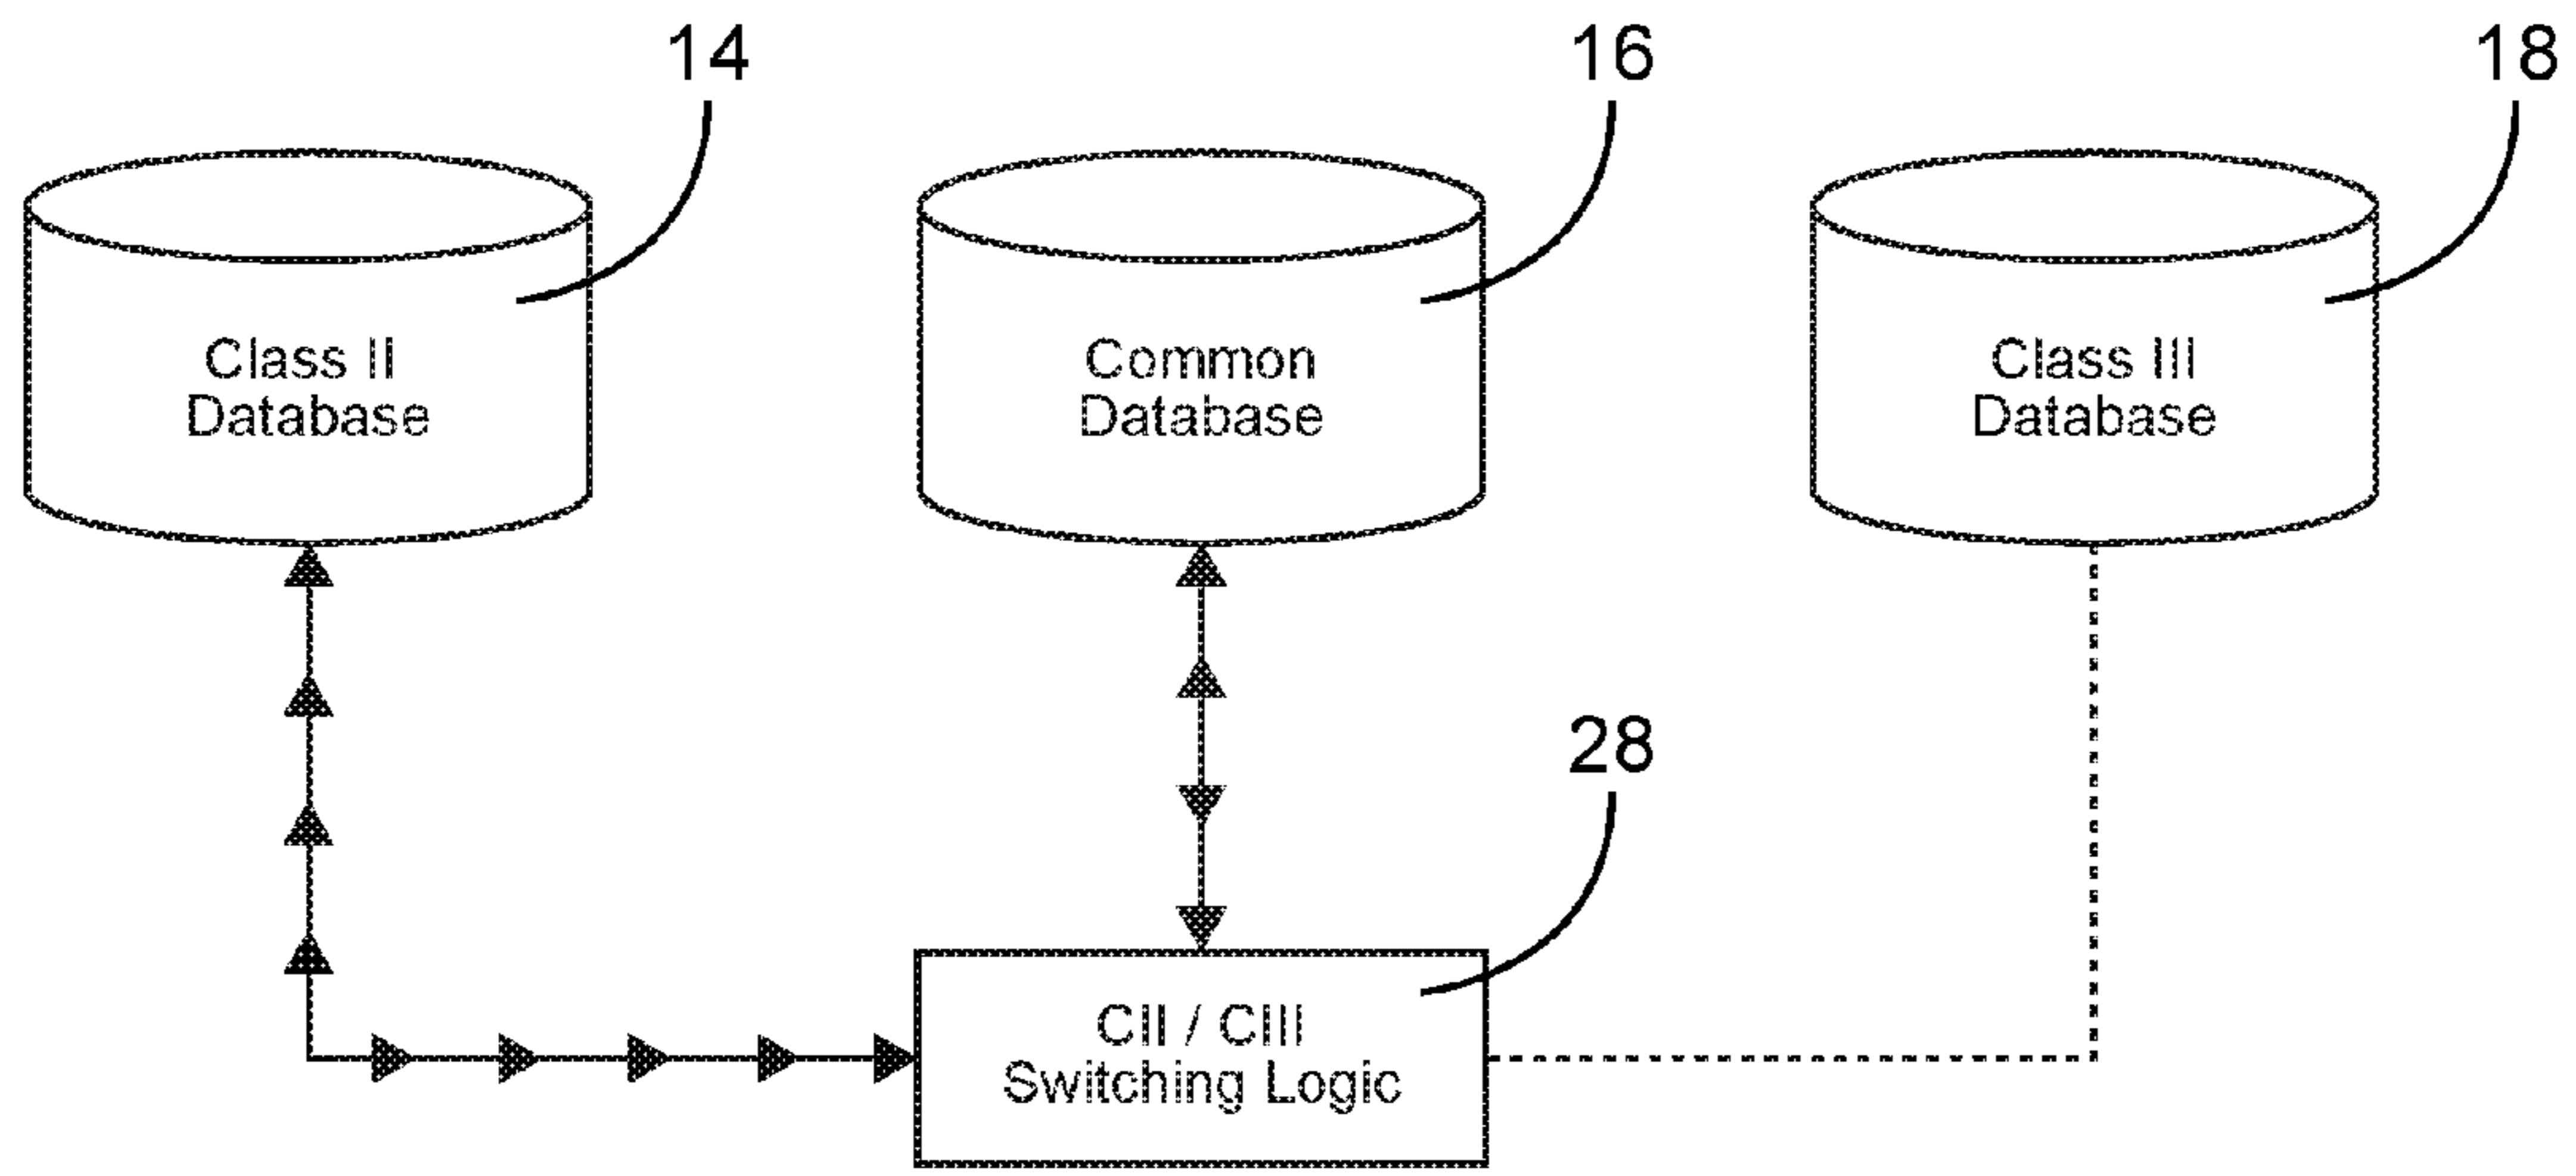 14
16
18
Class II
Database
Common
Database
Class III
Database
28
CII / CIII
Switching Logic